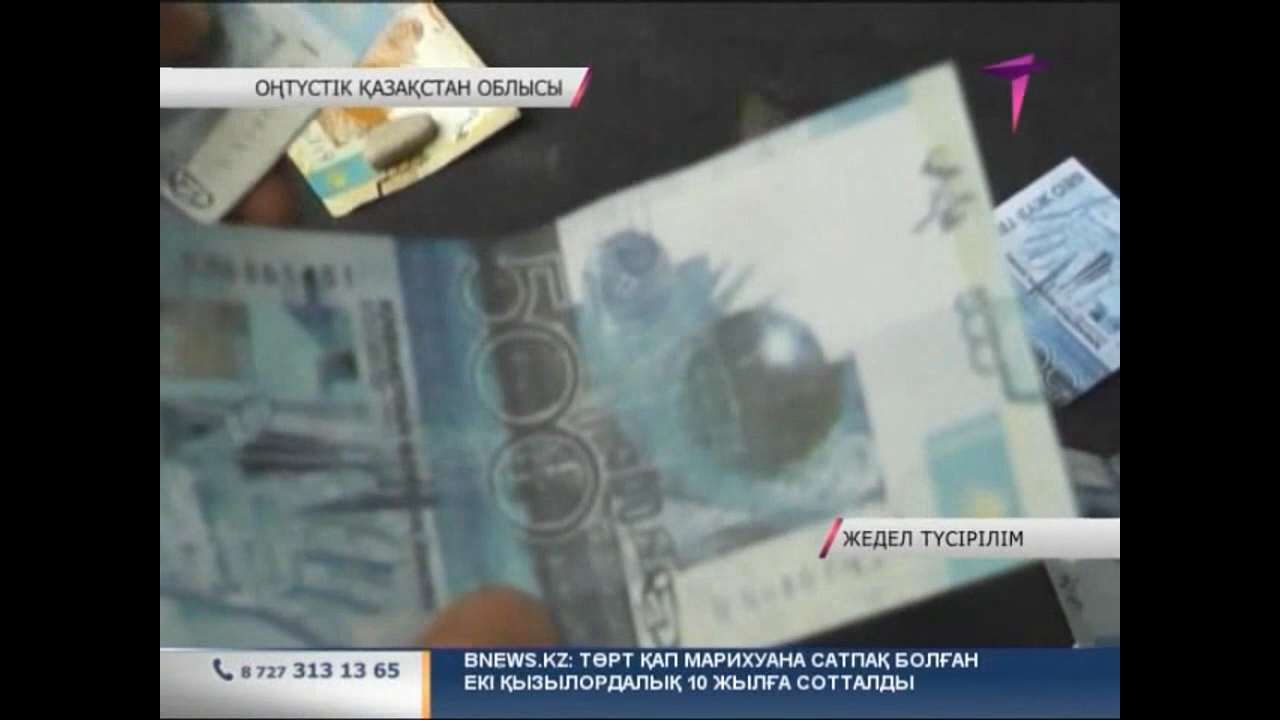 ОҢТҮСТІК ҚАЗАҚСТАН ОБЛЫСЫ
500
ЖЕДЕЛ ТҮСІРІЛІМ
8 727 313 13 65
BNEWS.KZ: ТӨРТ ҚАП МАРИХУАНА САТПАҚ БОЛҒАН
ЕКІ ҚЫЗЫЛОРДАЛЫҚ 10 ЖЫЛҒА СОТТАЛДЫ